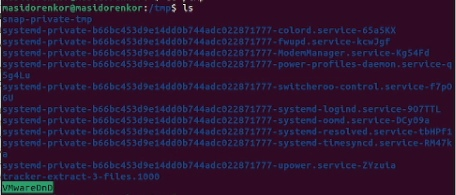 masidorenkor@masidorenkor:/tmp$ ls
snap-private-tmp
systemd-private-b66bc453d9e14dd0b744adc022871777-colord.service-65a5KX
systemd-private-b66bc453d9e14dd0b744adc022871777-fwupd.service-kcwJgf
systemd-private-b66bc453d9e14dd0b744adc022871777-ModemManager.service-Kg54Fd
systemd-private-b66bc453d9e14dd0b744adc022871777-power-profiles-daemon.service-q
5g4Lu
systemd-private-b66bc453d9e14dd0b744adc022871777-switcheroo-control.service-f7pO
6U
systemd-private-b66bc453d9e14dd0b744adc022871777-systemd-logind.service-9O7TTL
systemd-private-b66bc453d9e14dd0b744adc022871777-systemd-oomd.service-DCy09a
systemd-private-b66bc453d9e14dd0b744adc022871777-systemd-resolved.service-tbHPf1
systemd-private-b66bc453d9e14dd0b744adc022871777-systemd-timesyncd.service-RM47k
systemd-private-b66bc453d9e14dd0b744adc022871777-upower.service-ZYzuia
tracker-extract-3-files.1000
VMwareDnD